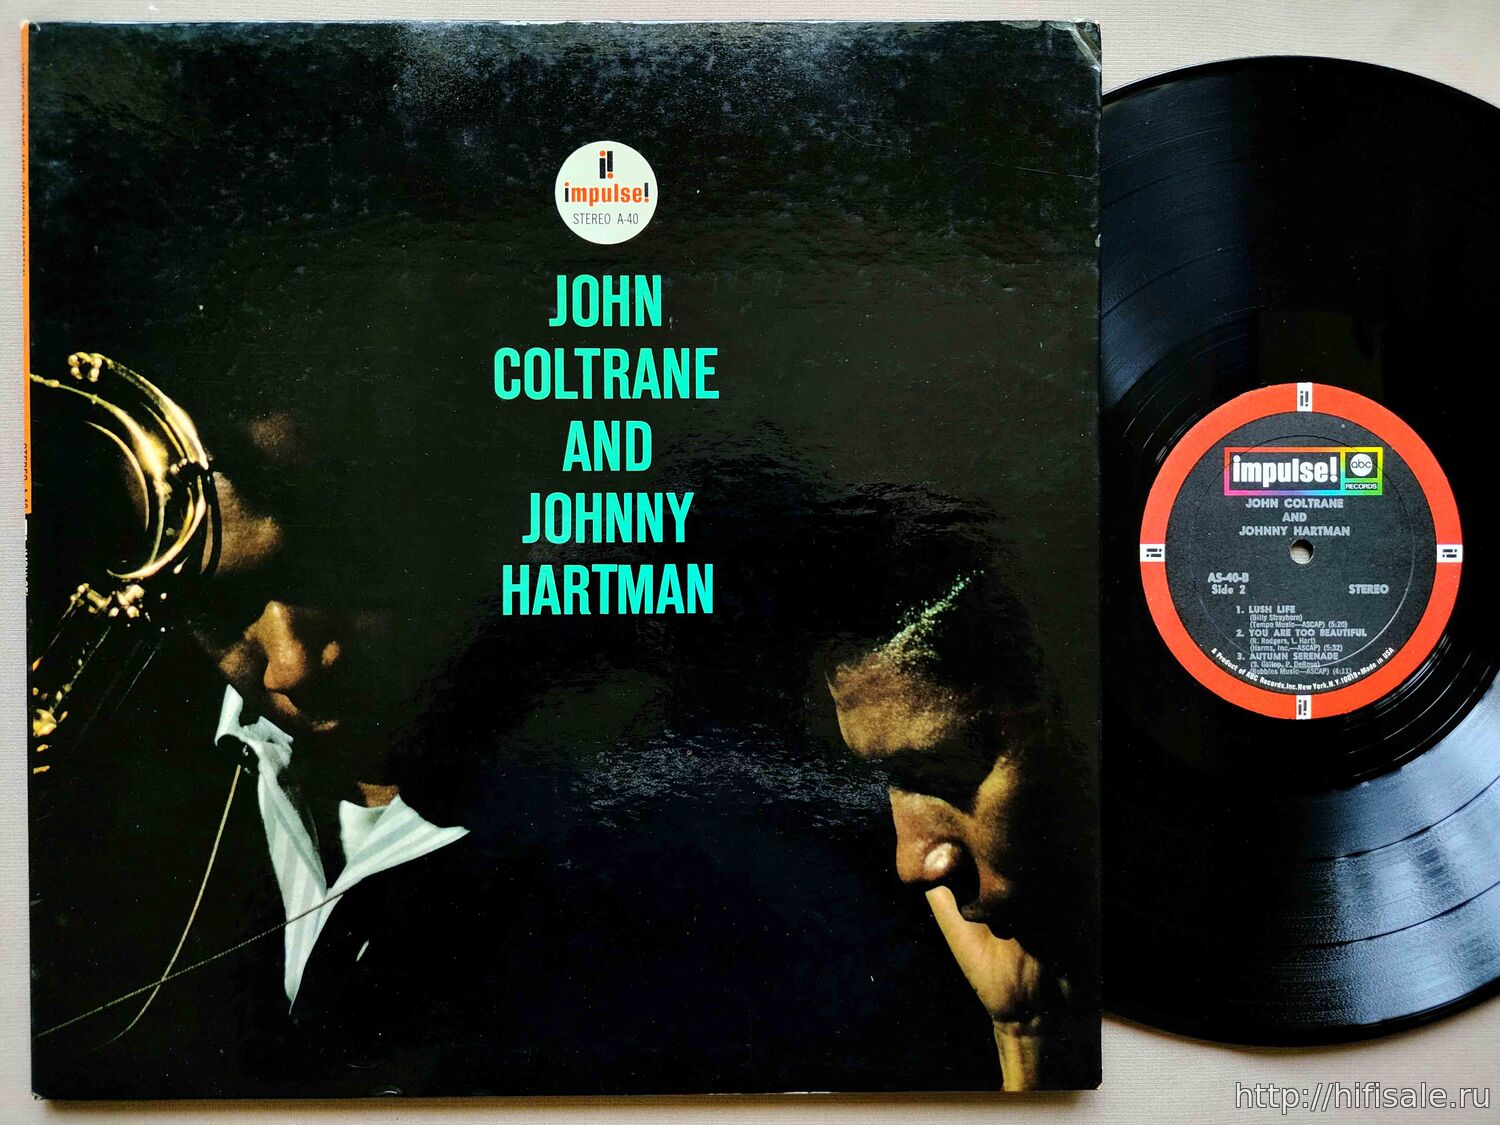 i!
impulse!
STEREO A-40
JOHN
COLTRANE
AND
JOHNNY
HARTMAN
i!
impulse! abc
RECORDS
JOHN COLTRANE
AND
JOHNNY HARTMAN
i!
i!
AS-40-B
Side 2
STEREO
1. LUSH LIFE
(Billy Strayhorn)
(Tempo Music—ASCAP) (5:20)
2. YOU ARE TOO BEAUTIFUL
(R. Rodgers, L. Hart)
(Harms, Inc.—ASCAP) (5:32)
3. AUTUMN SERENADE
(S. Gallop, P. DeRose)
(Robbins Music—ASCAP) (4:11)
A Product of ABC Records, Inc. New York, N.Y. 10019 • Made in USA
i!
http://hifisale.ru